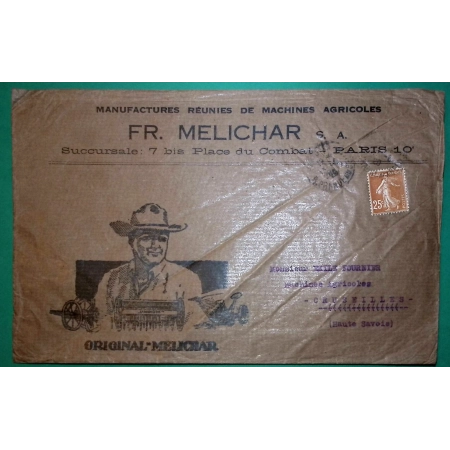 MANUFACTURES RÉUNIES DE MACHINES AGRICOLES
FR. MELICHAR S. A.
Succursale: 7 bis Place du Combat, PARIS 10
25c
Monsieur EMILE
Machines Agricoles
(Haute Savoie)
ORIGINAL-MELICHAR